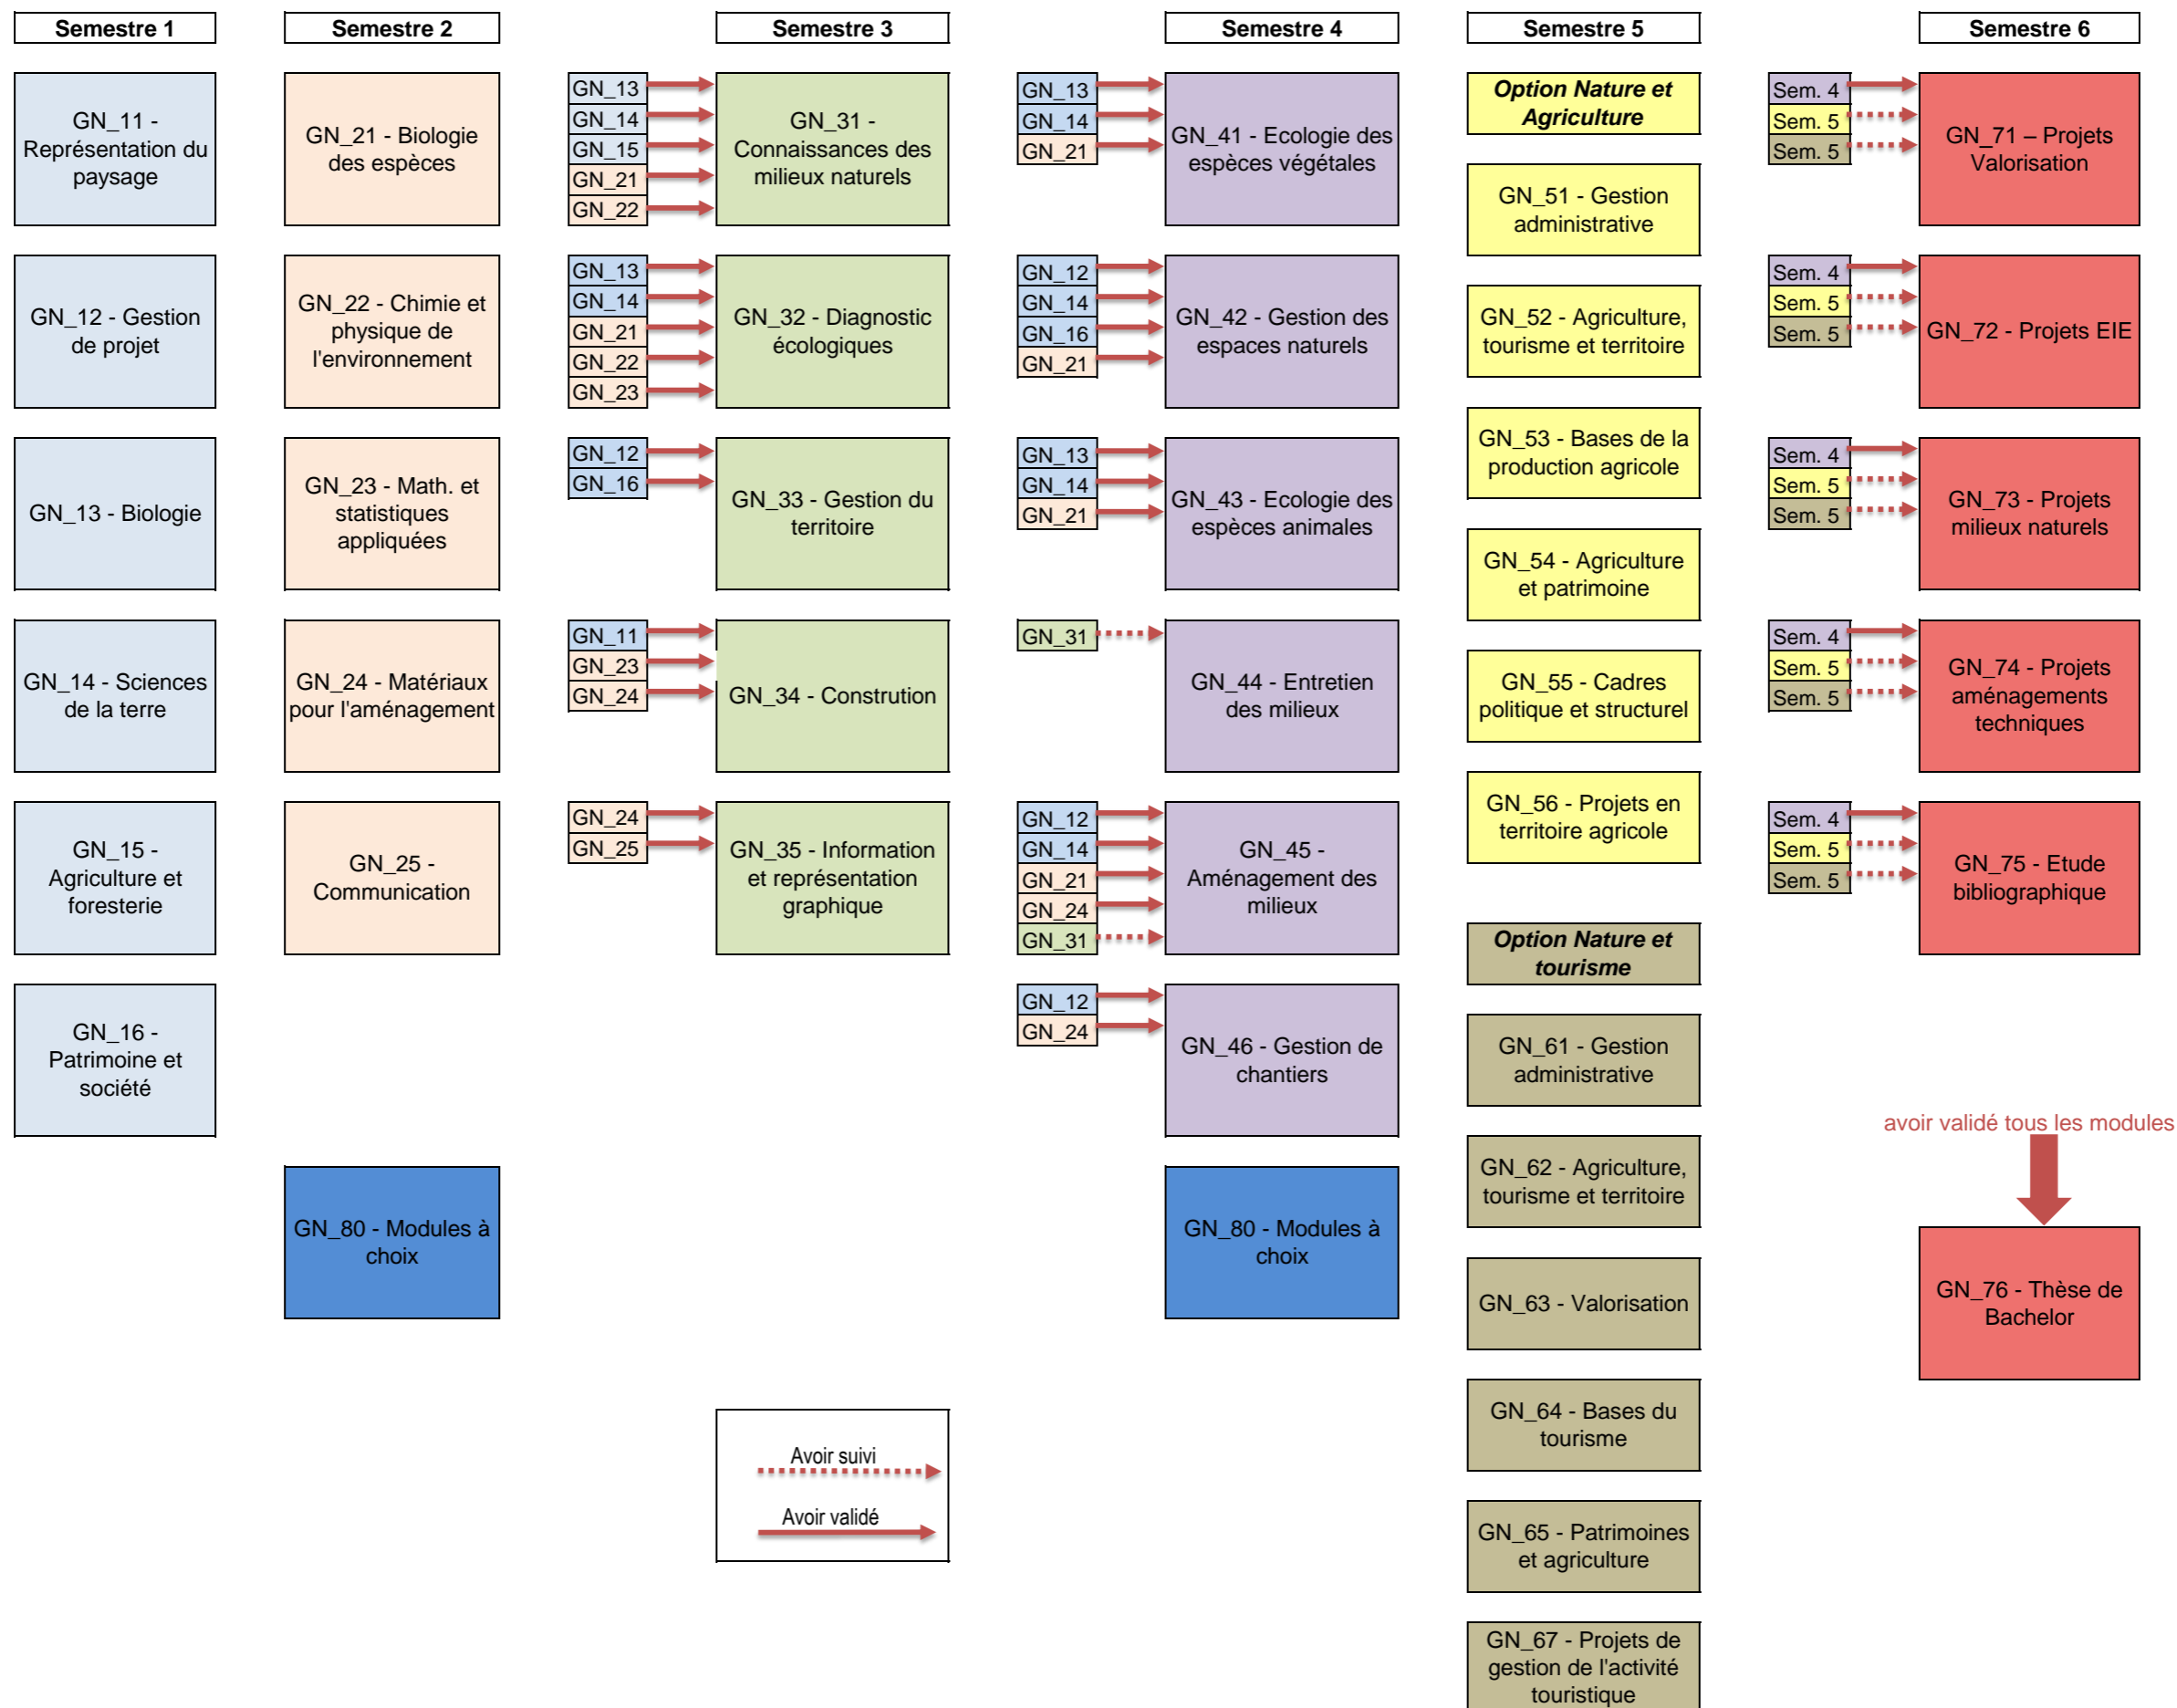 Semestre 1
Semestre 2
Semestre 3
Semestre 4
Semestre 5
Semestre 6
GN_11 -
Représentation du
paysage
GN_12 - Gestion
de projet
GN_13 - Biologie
GN_14 - Sciences
de la terre
GN_15 -
Agriculture et
foresterie
GN_16 -
Patrimoine et
société
GN_21 - Biologie
des espèces
GN_22 - Chimie et
physique de
l'environnement
GN_23 - Math. et
statistiques
appliquées
GN_24 - Matériaux
pour l'aménagement
GN_25 -
Communication
GN_80 - Modules à
choix
GN_13
GN_14
GN_15
GN_21
GN_22
GN_31 -
Connaissances des
milieux naturels
GN_13
GN_14
GN_21
GN_22
GN_23
GN_32 - Diagnostic
écologiques
GN_12
GN_16
GN_33 - Gestion du
territoire
GN_11
GN_23
GN_24
GN_34 - Constrution
GN_24
GN_25
GN_35 - Information
et représentation
graphique
Avoir suivi
Avoir validé
GN_13
GN_14
GN_21
GN_41 - Ecologie des
espèces végétales
GN_12
GN_14
GN_16
GN_21
GN_42 - Gestion des
espaces naturels
GN_13
GN_14
GN_21
GN_43 - Ecologie des
espèces animales
GN_31
GN_44 - Entretien
des milieux
GN_12
GN_14
GN_21
GN_24
GN_31
GN_45 -
Aménagement des
milieux
GN_12
GN_24
GN_46 - Gestion de
chantiers
GN_80 - Modules à
choix
Option Nature et
Agriculture
GN_51 - Gestion
administrative
GN_52 - Agriculture,
tourisme et territoire
GN_53 - Bases de la
production agricole
GN_54 - Agriculture
et patrimoine
GN_55 - Cadres
politique et structurel
GN_56 - Projets en
territoire agricole
Option Nature et
tourisme
GN_61 - Gestion
administrative
GN_62 - Agriculture,
tourisme et territoire
GN_63 - Valorisation
GN_64 - Bases du
tourisme
GN_65 - Patrimoines
et agriculture
GN_67 - Projets de
gestion de l'activité
touristique
Sem. 4
Sem. 5
Sem. 5
GN_71 – Projets
Valorisation
Sem. 4
Sem. 5
Sem. 5
GN_72 - Projets EIE
Sem. 4
Sem. 5
Sem. 5
GN_73 - Projets
milieux naturels
Sem. 4
Sem. 5
Sem. 5
GN_74 - Projets
aménagements
techniques
Sem. 4
Sem. 5
Sem. 5
GN_75 - Etude
bibliographique
avoir validé tous les modules
GN_76 - Thèse de
Bachelor